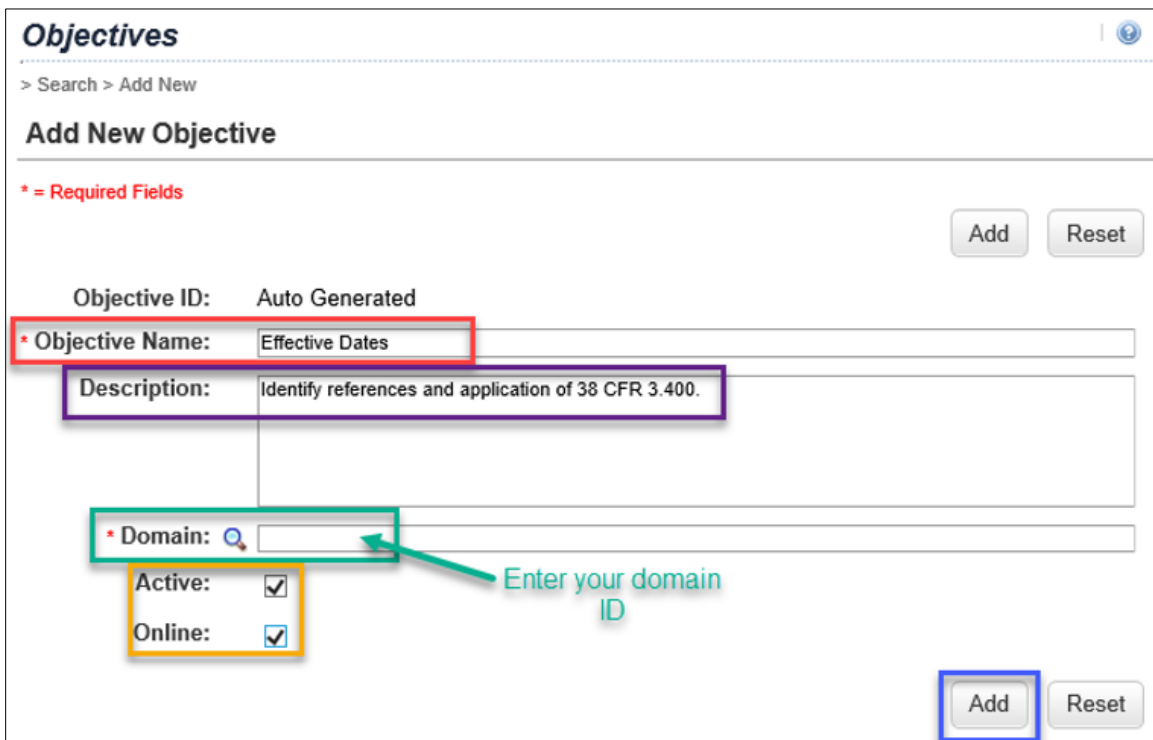 Objectives
> Search > Add New
Add New Objective
* = Required Fields
Add Reset
Objective ID: Auto Generated
* Objective Name: Effective Dates
Description: Identify references and application of 38 CFR 3.400.
* Domain:
Active:
Enter your domain
ID
Online:
Add Reset